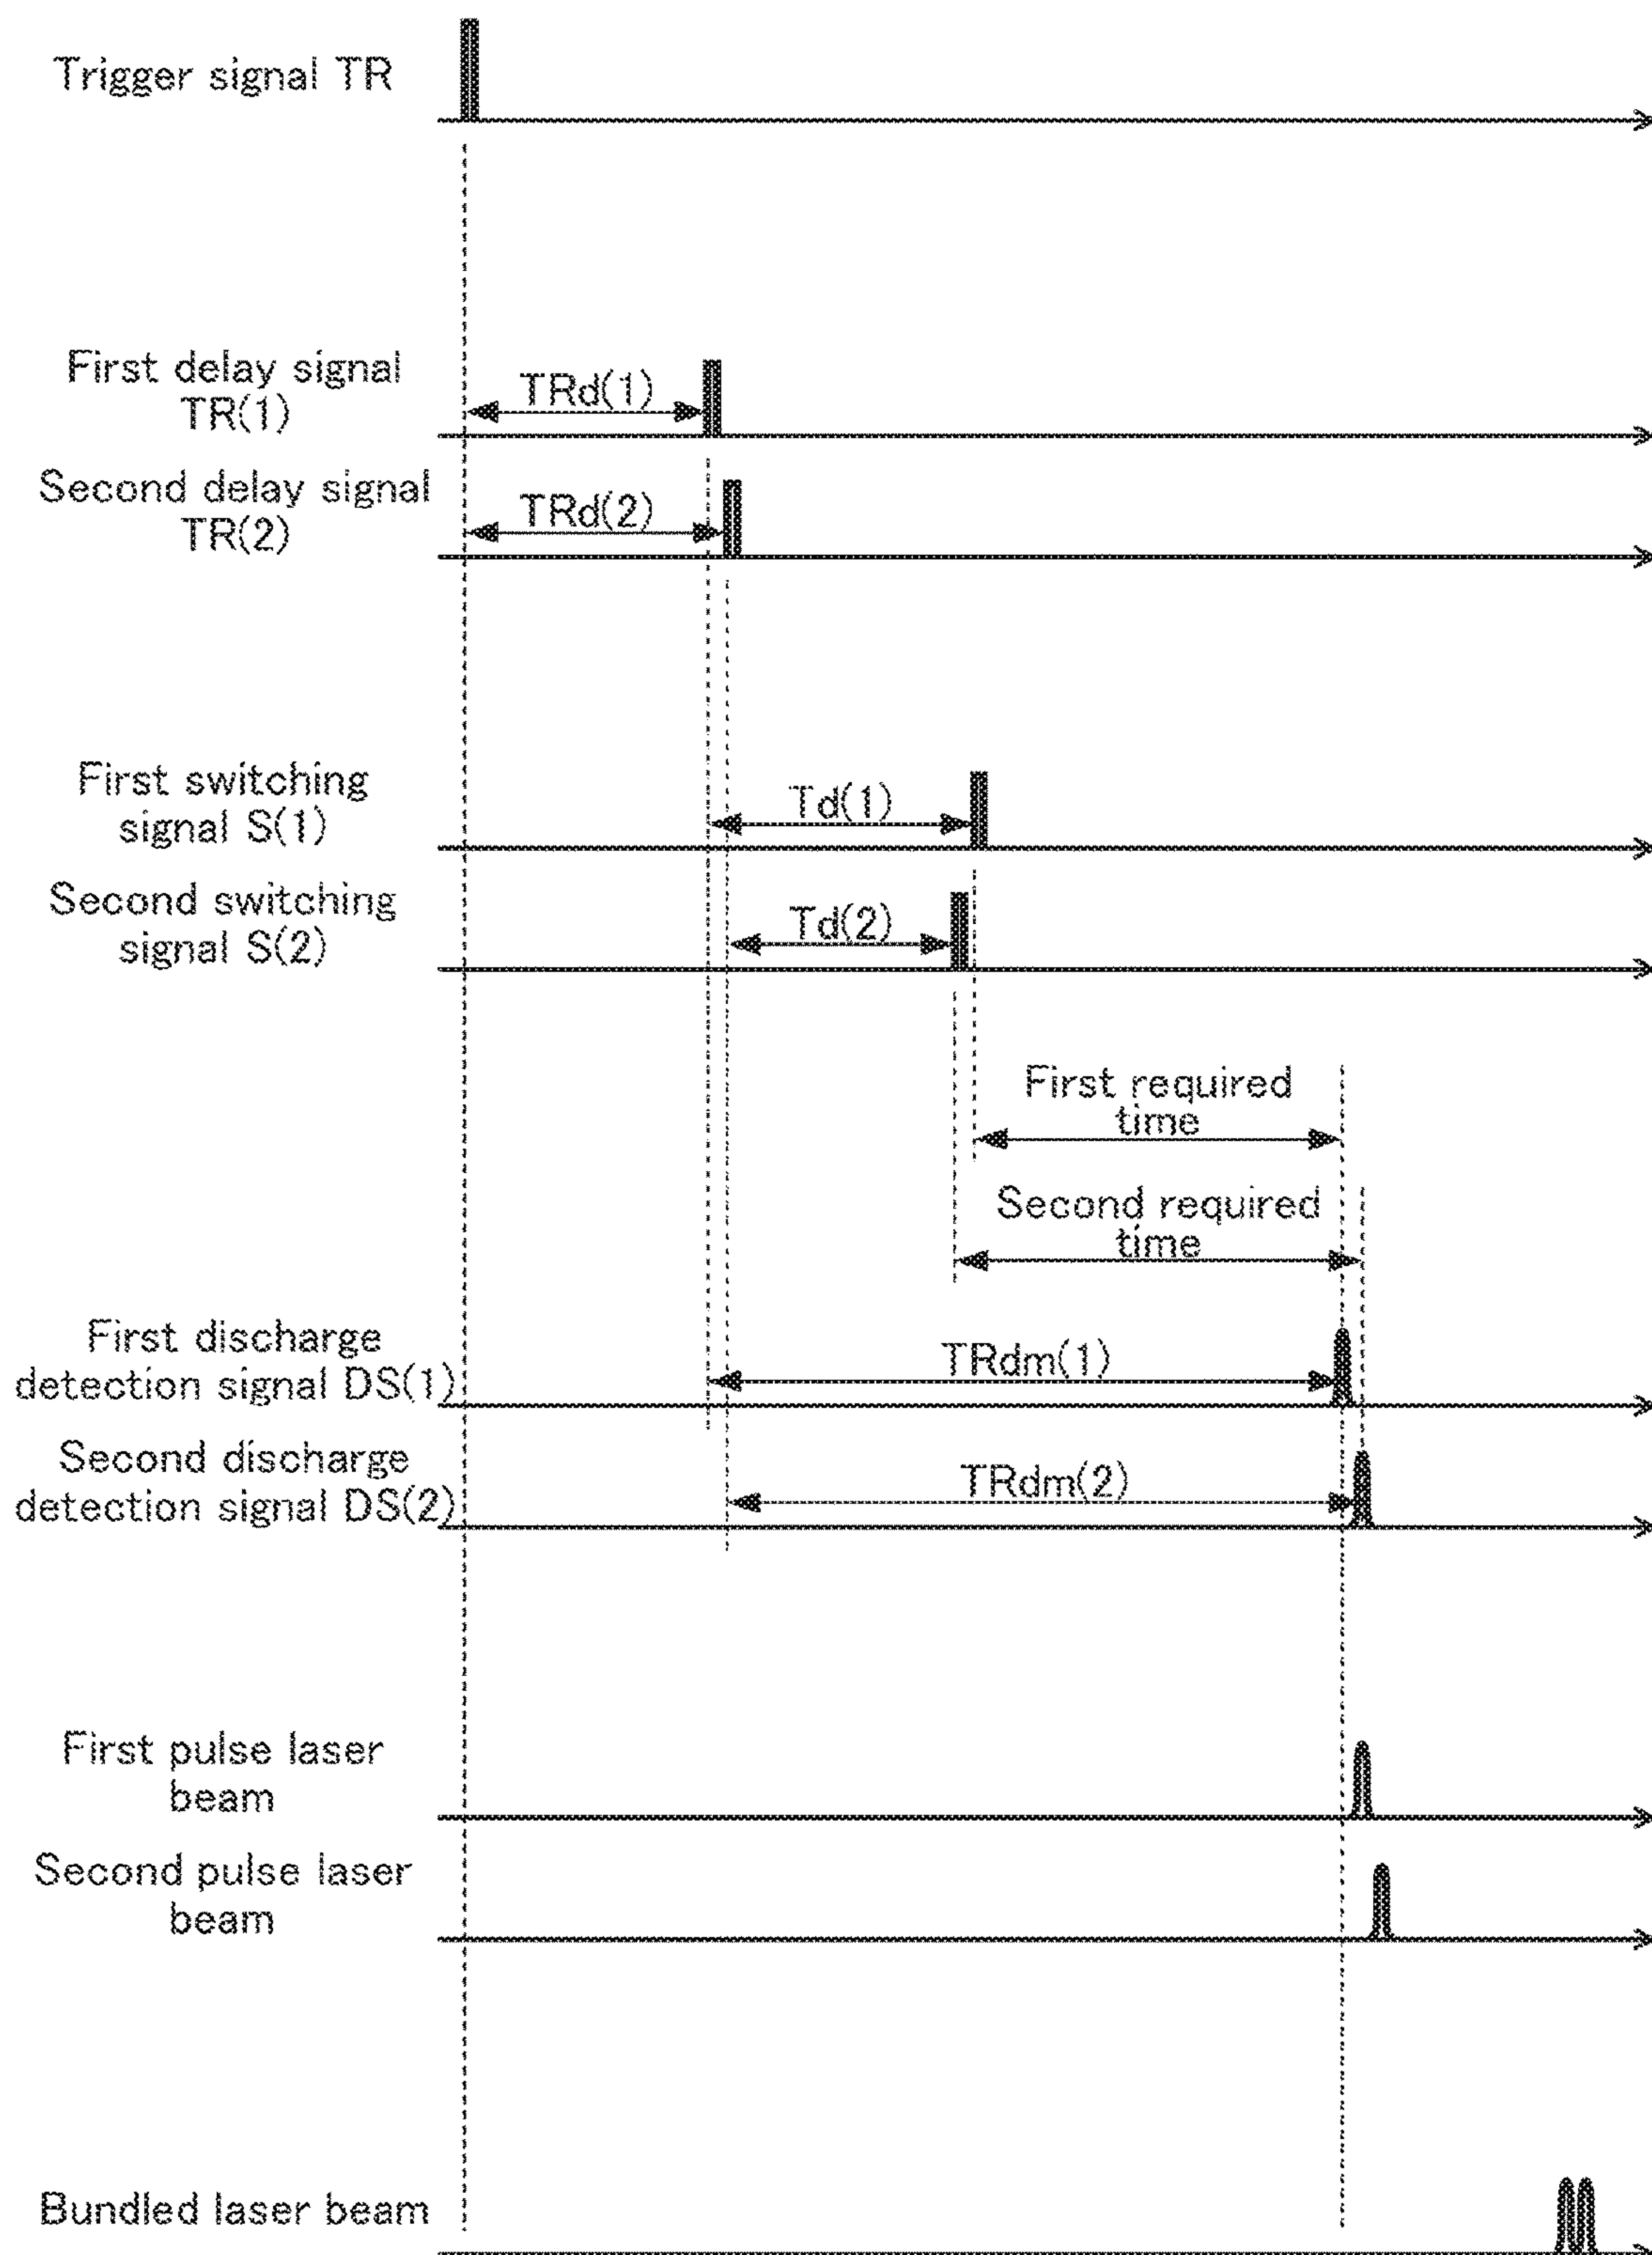 Trigger signal TR
First delay signal
TR(1)
TRd(1)
Second delay signal
TR(2)
TRd(2)
First switching
signal S(1)
Td(1)
Second switching
signal S(2)
Td(2)
First required
time
Second required
time
First discharge
detection signal DS(1)
TRdm(1)
Second discharge
detection signal DS(2)
TRdm(2)
First pulse laser
beam
Second pulse laser
beam
Bundled laser beam